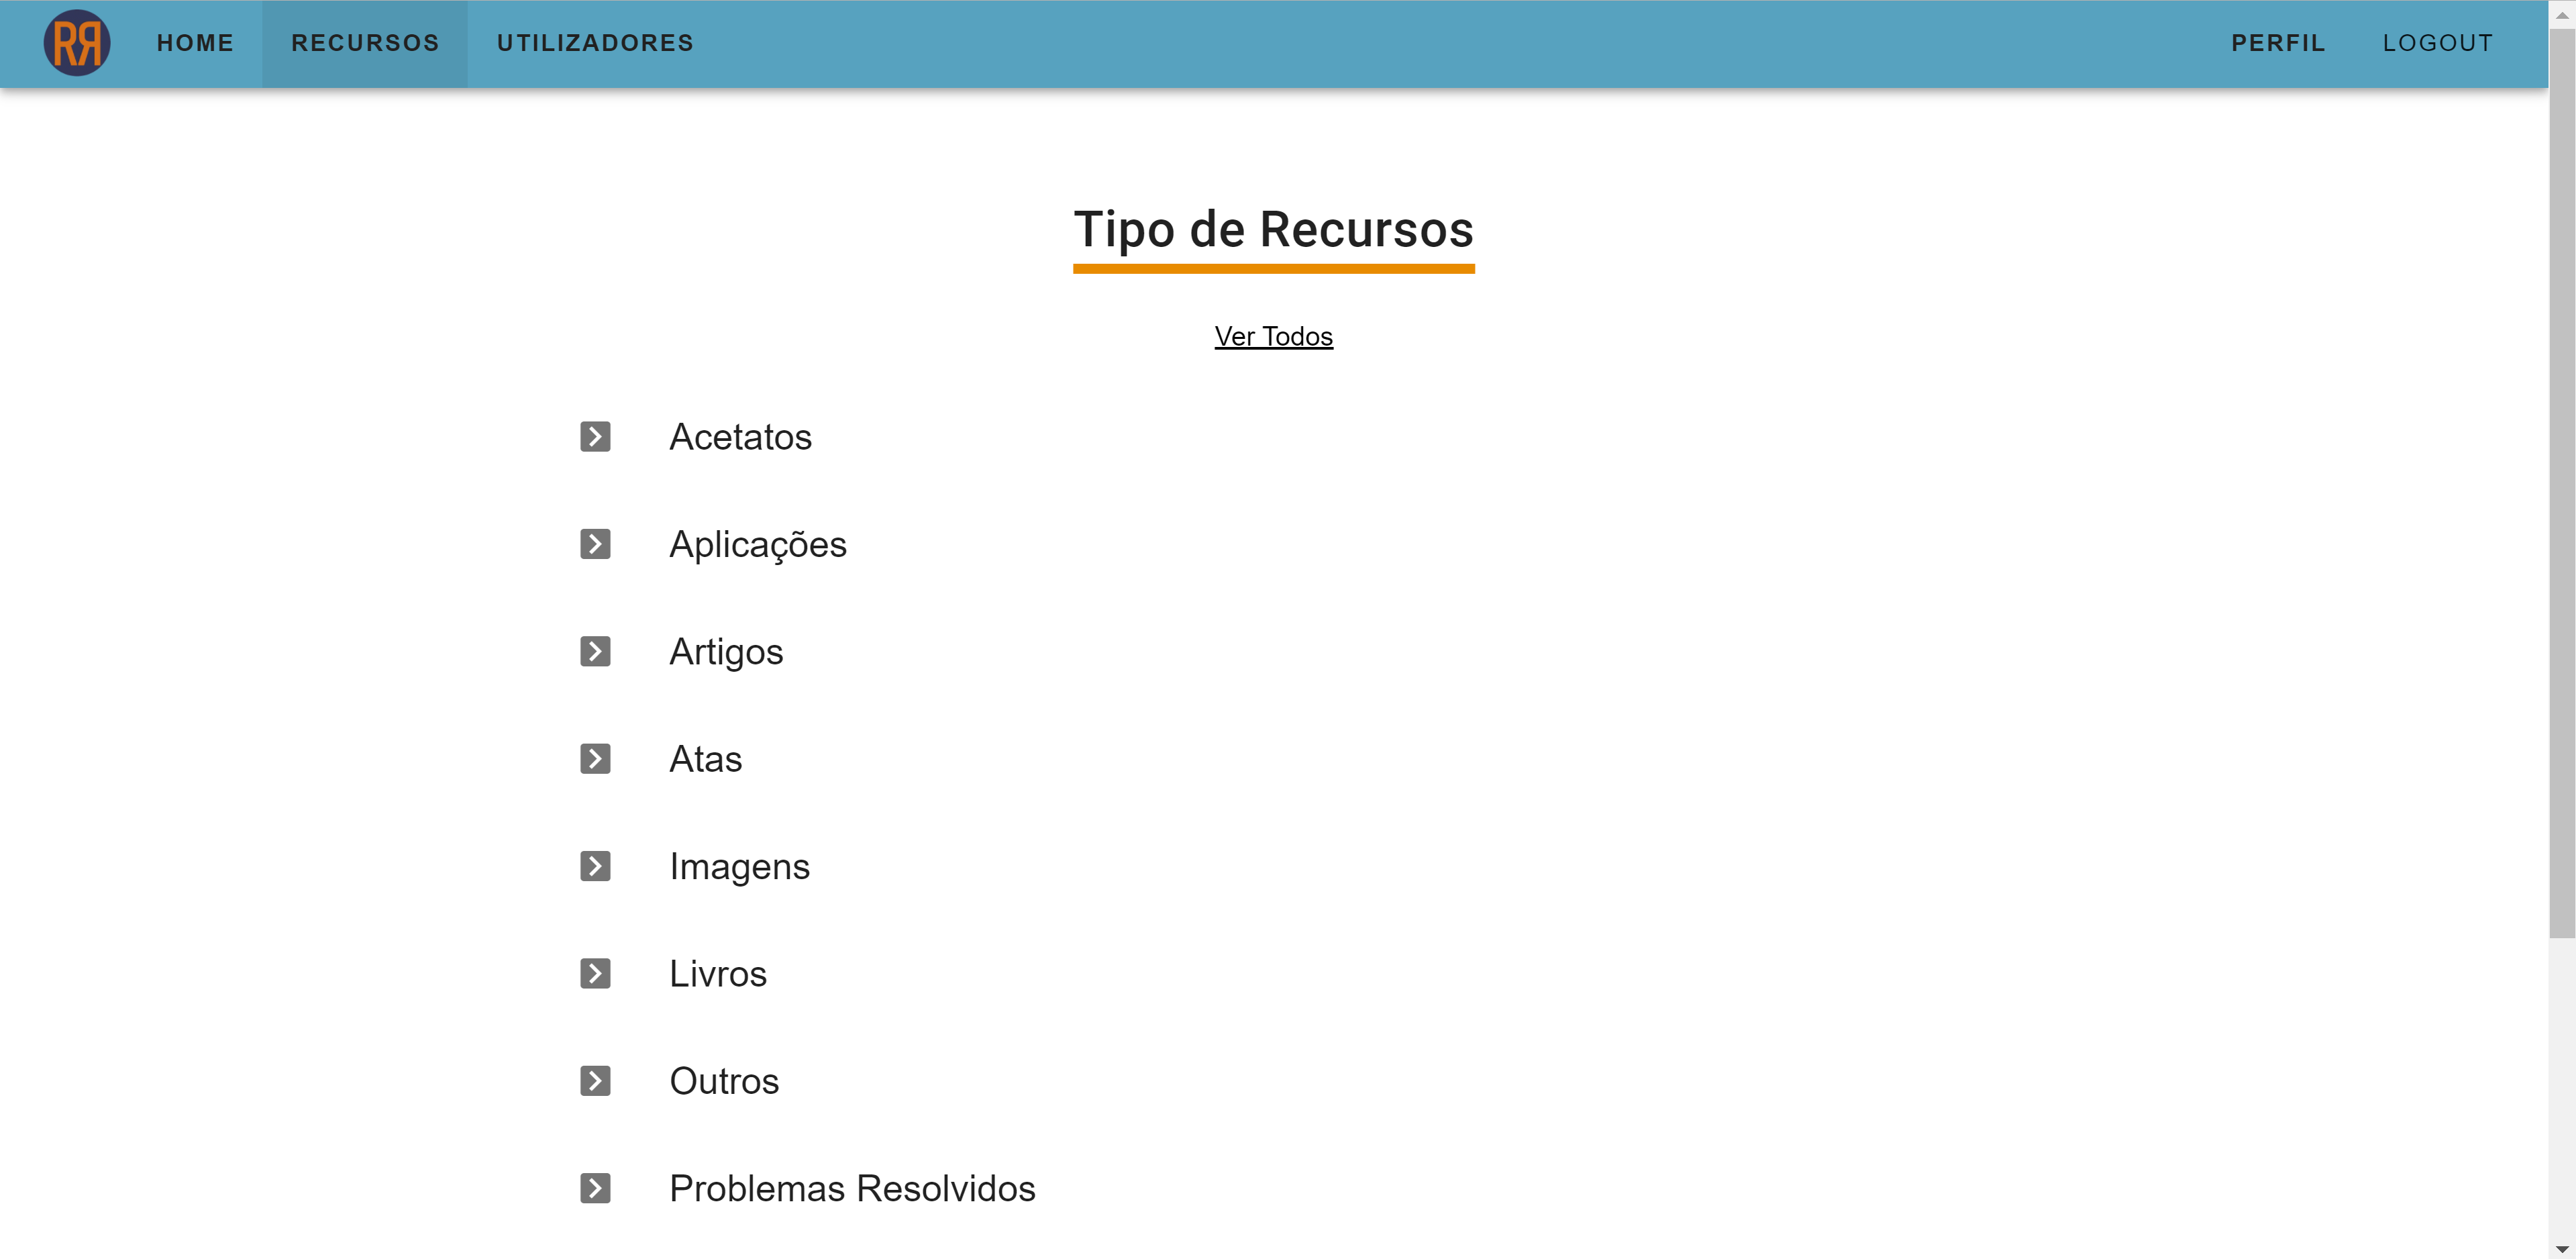 HOME RECURSOS UTILIZADORES PERFIL LOGOUT
Tipo de Recursos
Ver Todos
Acetatos
Aplicações
Artigos
Atas
Imagens
Livros
Outros
Problemas Resolvidos